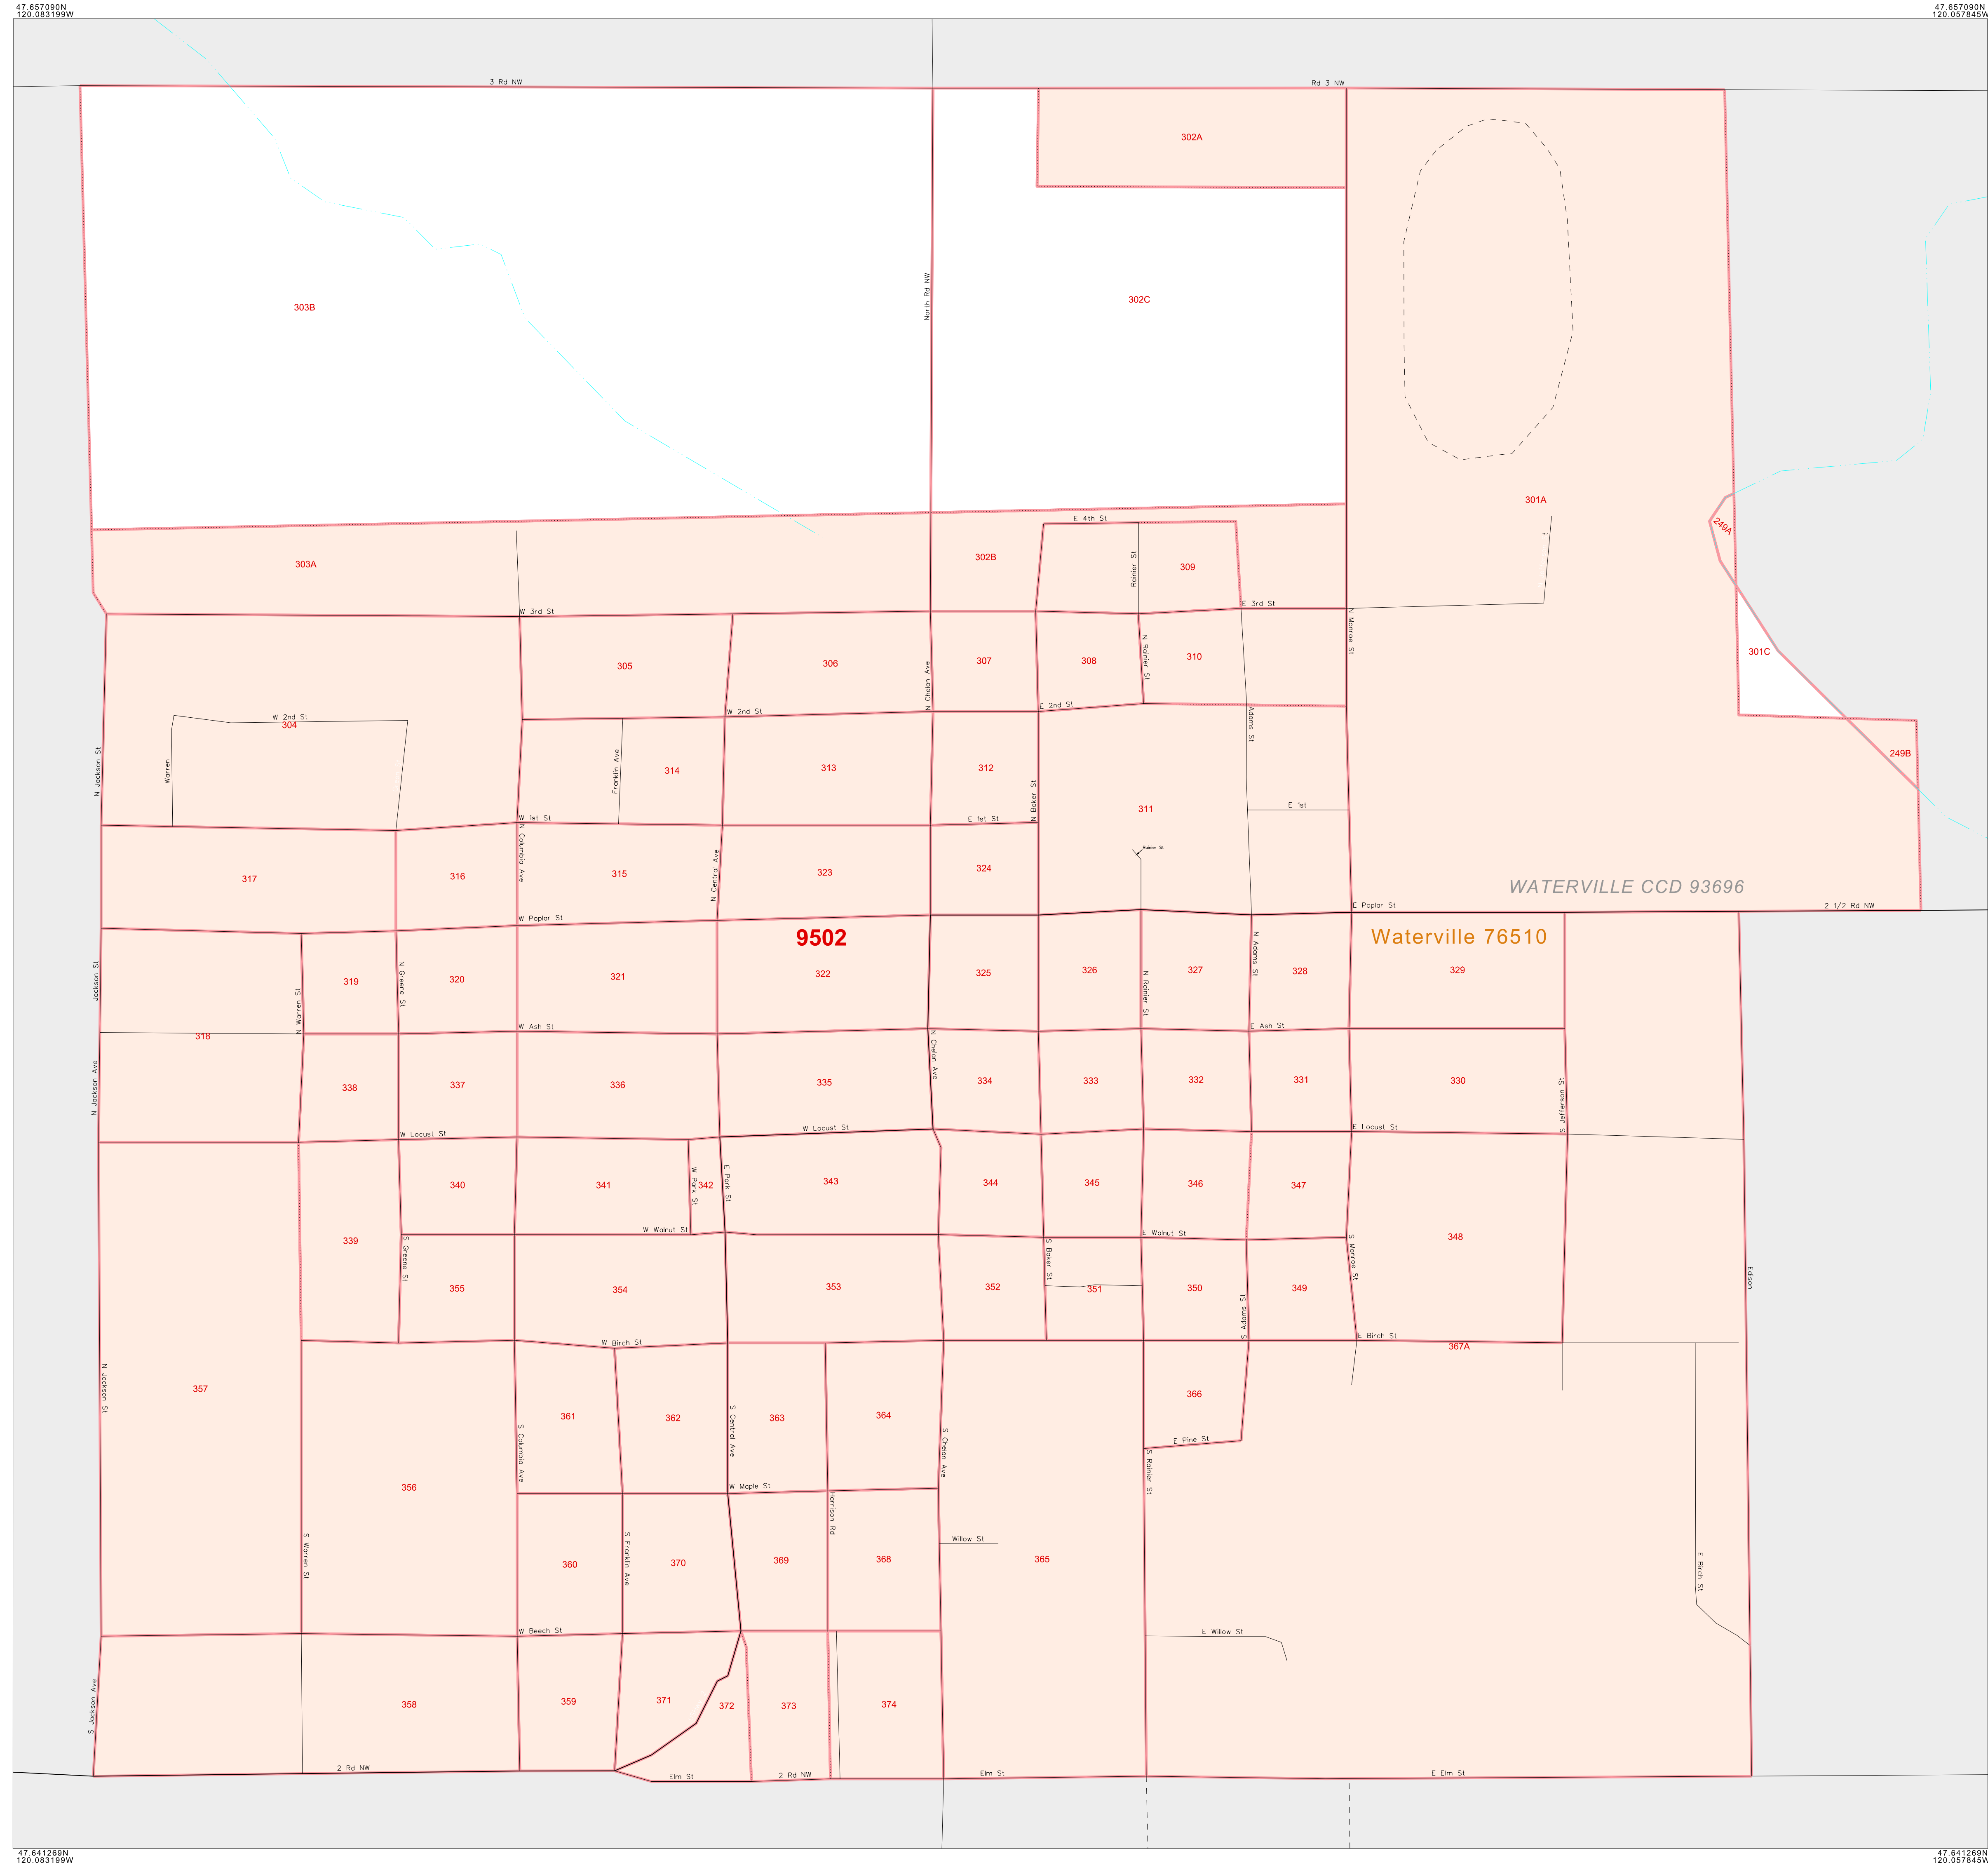 47.657090N
120.083199W
47.657090N
120.057845W
3 Rd NW
Rd 3 NW
302A
303B
North Rd NW
302C
301A
E 4th St
249A
302B
Rainier St
309
303A
W 3rd St
E 3rd St
N Monroe St
305
306
N Chelan Ave
307
308
N Rainier St
310
301C
W 2nd St
304
W 2nd St
E 2nd St
Adams St
249B
N Jackson St
Warren
Franklin Ave
314
313
312
N Baker St
311
E 1st
W 1st St
E 1st St
N Columbia Ave
N Central Ave
Rainier St
317
316
315
323
324
WATERVILLE CCD 93696
W Poplar St
E Poplar St
2 1/2 Rd NW
9502
Waterville 76510
Jackson St
319
N Greene St
320
321
322
325
326
N Rainier St
327
N Adams St
328
329
N Warren St
W Ash St
E Ash St
318
N Chelan Ave
N Jackson Ave
338
337
336
335
334
333
332
331
330
S Jefferson St
W Locust St
W Locust St
E Locust St
340
341
W Park St
342
E Park St
343
344
345
346
347
W Walnut St
E Walnut St
339
S Greene St
S Baker St
S Monroe St
348
Edison
355
354
353
352
351
350
S Adams St
349
W Birch St
E Birch St
367A
N Jackson St
357
366
361
362
363
364
S Columbia Ave
S Central Ave
S Chelan Ave
E Pine St
S Rainier St
356
W Maple St
Harrison Rd
S Warren St
S Franklin Ave
Willow St
360
370
369
368
365
E Birch St
W Beech St
E Willow St
S Jackson Ave
358
359
371
372
373
374
2 Rd NW
Elm St
2 Rd NW
Elm St
E Elm St
47.641269N
120.083199W
47.641269N
120.057845W